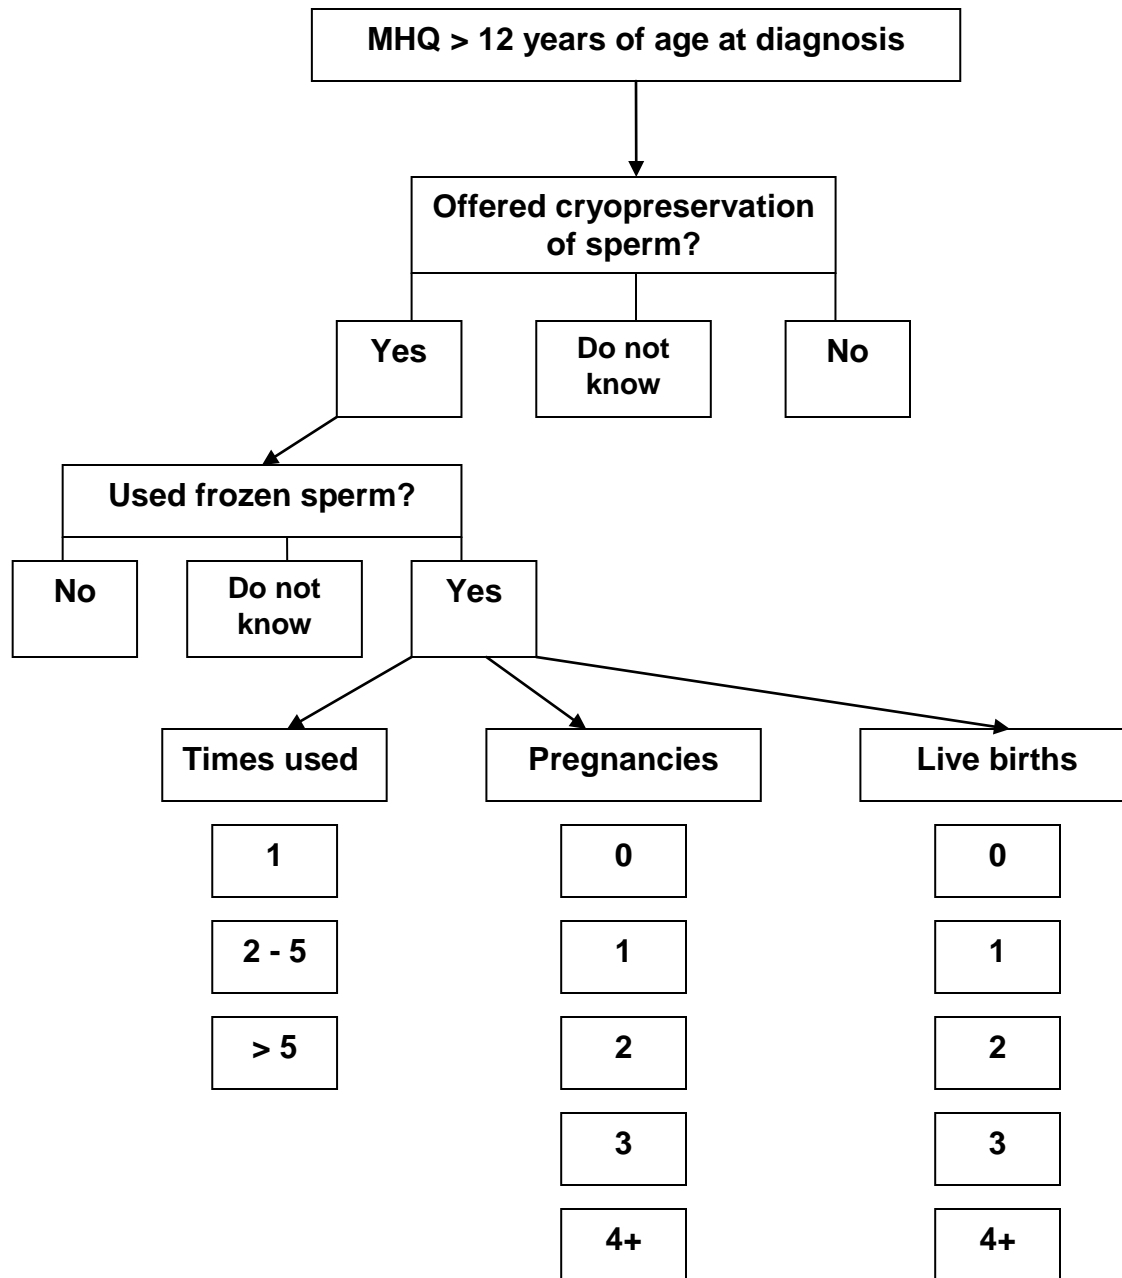 MHQ > 12 years of age at diagnosis
Offered cryopreservation
of sperm?
Yes
Do not
know
No
Used frozen sperm?
No
Do not
know
Yes
Times used
Pregnancies
Live births
1
0
0
2 - 5
1
1
> 5
2
2
3
3
4+
4+